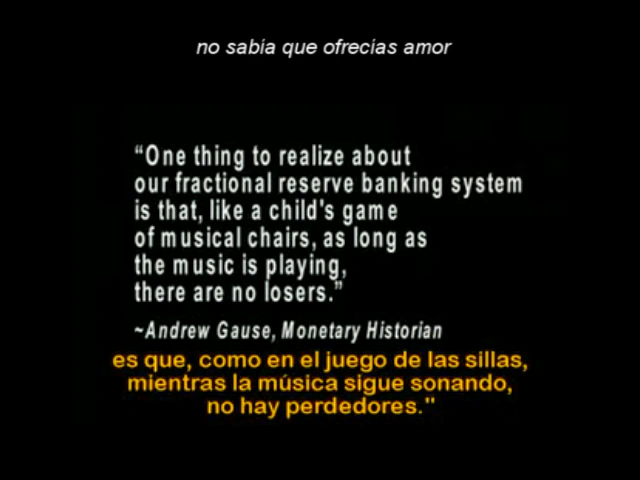 no sabía que ofrecías amor
“One thing to realize about
our fractional reserve banking system
is that, like a child's game
of musical chairs, as long as
the music is playing,
there are no losers.”
~Andrew Gause, Monetary Historian
es que, como en el juego de las sillas,
mientras la música sigue sonando,
no hay perdedores."